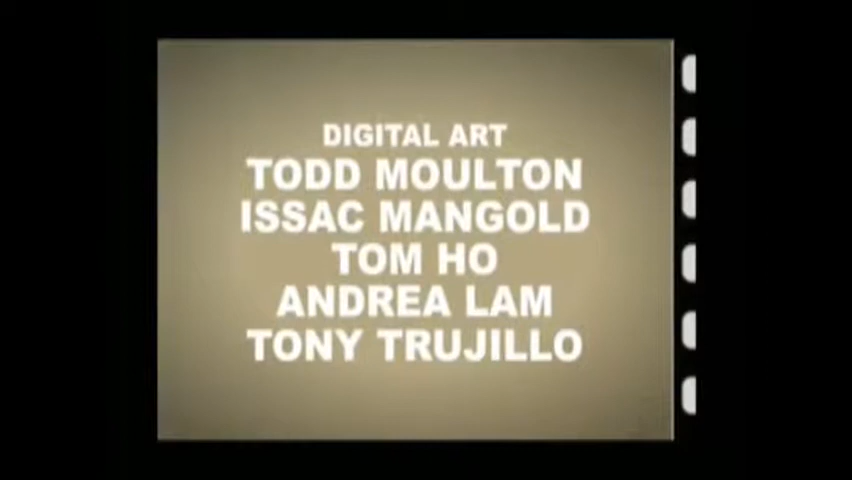 DIGITAL ART
TODD MOULTON
ISSAC MANGOLD
TOM HO
ANDREA LAM
TONY TRUJILLO